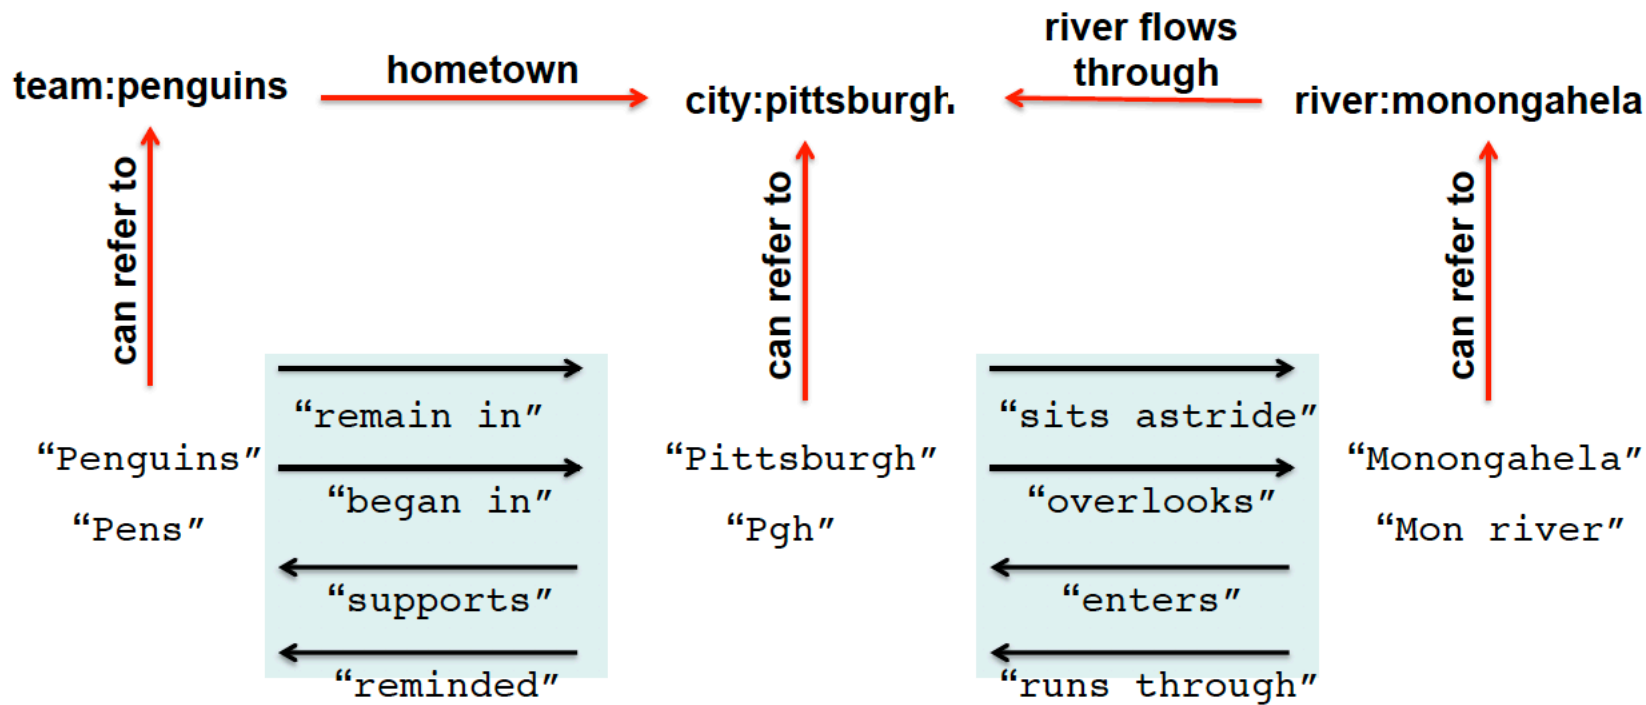 river flows
through
hometown
team:penguins
city:pittsburgh
river:monongahela
can refer to
can refer to
can refer to
“remain in”
“sits astride”
“Penguins”
“Pittsburgh”
“Monongahela”
“began in”
“overlooks”
“Pens”
“Pgh”
“Mon river”
“supports”
“enters”
“reminded”
“runs through”